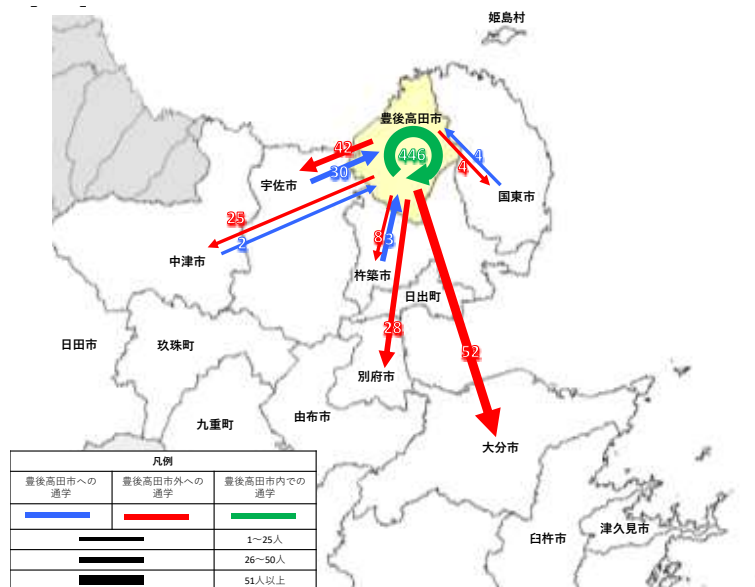 姫島村
豊後高田市
42
446
4
4
30
宇佐市
国東市
25
2
8
3
中津市
杵築市
日出町
28
52
日田市
玖珠町
別府市
九重町
由布市
大分市
臼杵市
津久見市
凡例
豊後高田市への
通学
豊後高田市外への
通学
豊後高田市内での
通学
1～25人
26～50人
51人以上